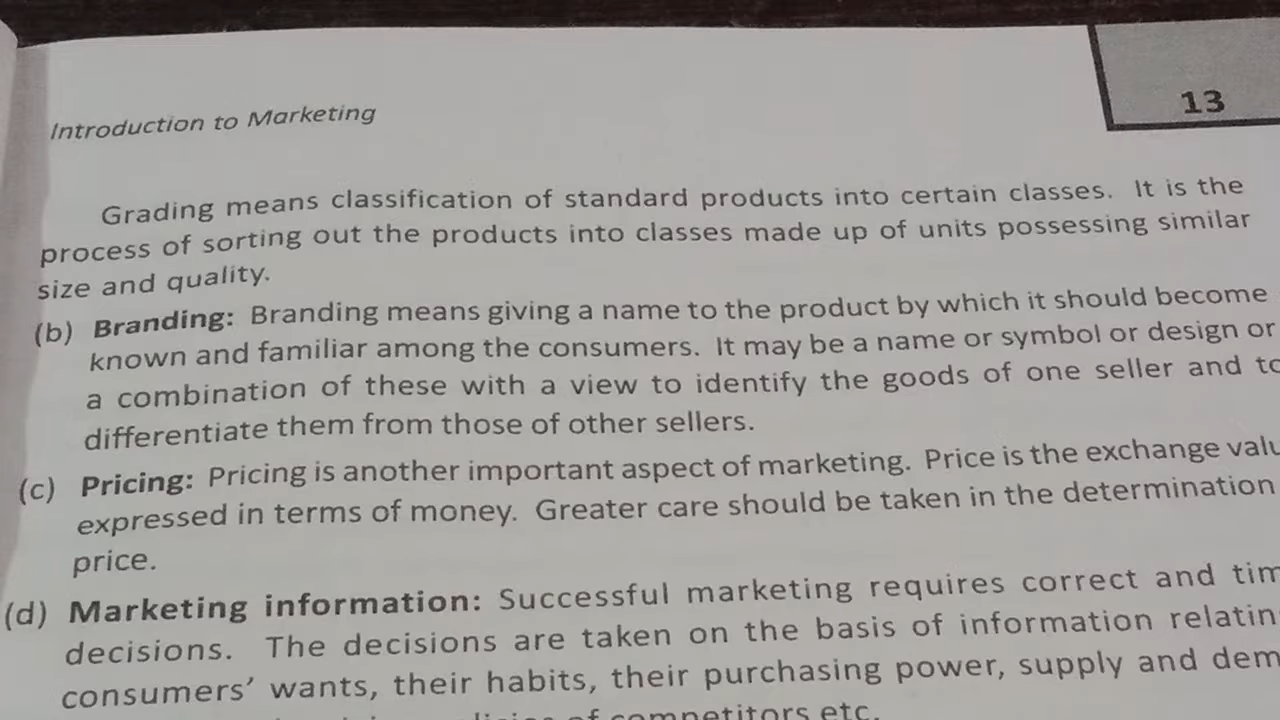 Introduction to Marketing
13
Grading means classification of standard products into certain classes. It is the
process of sorting out the products into classes made up of units possessing similar
size and quality.
(b) Branding: Branding means giving a name to the product by which it should become
known and familiar among the consumers. It may be a name or symbol or design or
a combination of these with a view to identify the goods of one seller and
differentiate them from those of other sellers.
(c) Pricing: Pricing is another important aspect of marketing. Price is the exchange
expressed in terms of money. Greater care should be taken in the determination
price.
(d) Marketing information: Successful marketing requires correct and
decisions. The decisions are taken on the basis of information
consumers' wants, their habits, their purchasing power, supply and
of competitors etc.